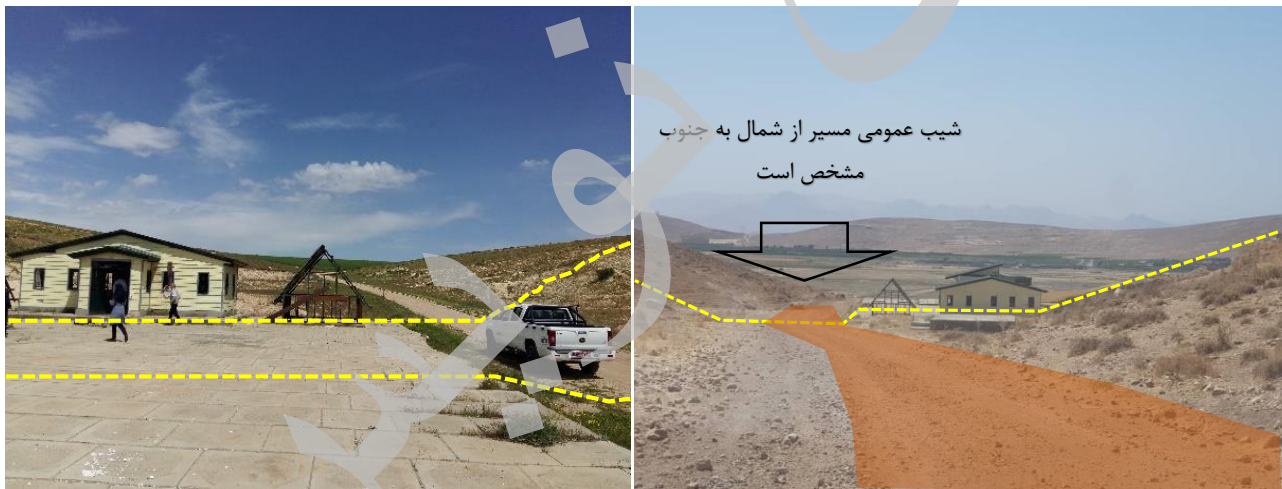 شیب عمومی مسیر از شمال به جنوب
مشخص است